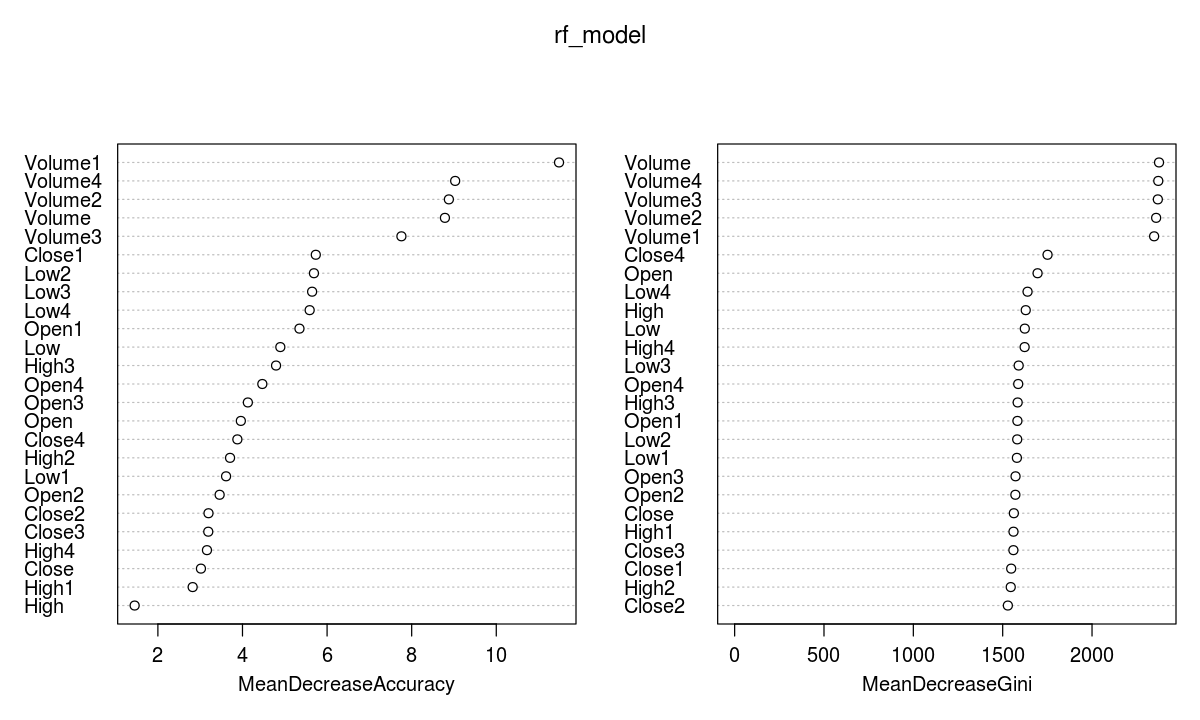 rf_model
Volume1
Volume4
Volume2
Volume
Volume3
Close1
Low2
Low3
Low4
Open1
Low
High3
Open4
Open3
Open
Close4
High2
Low1
Open2
Close2
Close3
High4
Close
High1
High
2 4 6 8 10
MeanDecreaseAccuracy
Volume
Volume4
Volume3
Volume2
Volume1
Close4
Open
Low4
High
Low
High4
Low3
Open4
High3
Open1
Low2
Low1
Open3
Open2
Close
High1
Close3
Close1
High2
Close2
0 500 1000 1500 2000
MeanDecreaseGini